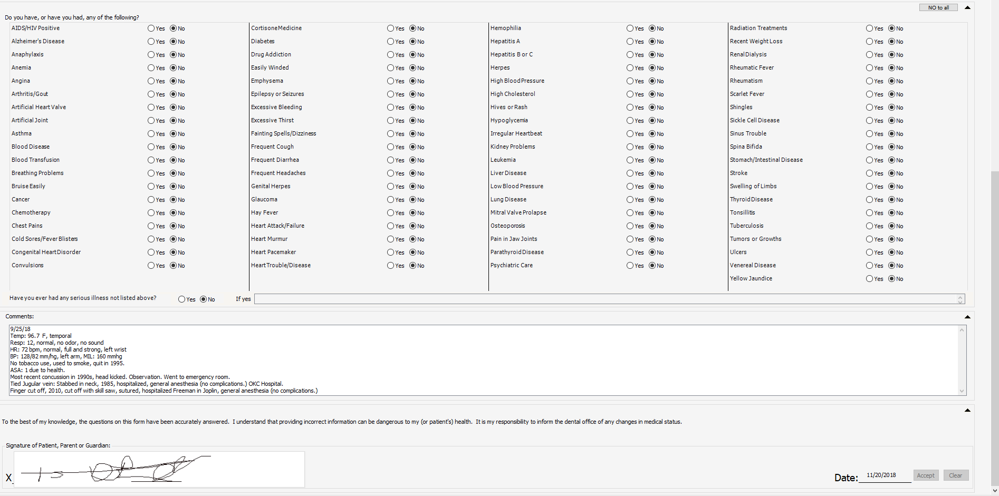 NO to all
Do you have, or have you had, any of the following?
AIDS/HIV Positive Yes No
Alzheimer's Disease Yes No
Anaphylaxis Yes No
Anemia Yes No
Angina Yes No
Arthritis/Gout Yes No
Artificial Heart Valve Yes No
Artificial Joint Yes No
Asthma Yes No
Blood Disease Yes No
Blood Transfusion Yes No
Breathing Problems Yes No
Bruise Easily Yes No
Cancer Yes No
Chemotherapy Yes No
Chest Pains Yes No
Cold Sores/Fever Blisters Yes No
Congenital Heart Disorder Yes No
Convulsions Yes No
Cortisone Medicine Yes No
Diabetes Yes No
Drug Addiction Yes No
Easily Winded Yes No
Emphysema Yes No
Epilepsy or Seizures Yes No
Excessive Bleeding Yes No
Excessive Thirst Yes No
Fainting Spells/Dizziness Yes No
Frequent Cough Yes No
Frequent Diarrhea Yes No
Frequent Headaches Yes No
Genital Herpes Yes No
Glaucoma Yes No
Hay Fever Yes No
Heart Attack/Failure Yes No
Heart Murmur Yes No
Heart Pacemaker Yes No
Heart Trouble/Disease Yes No
Hemophilia Yes No
Hepatitis A Yes No
Hepatitis B or C Yes No
Herpes Yes No
High Blood Pressure Yes No
High Cholesterol Yes No
Hives or Rash Yes No
Hypoglycemia Yes No
Irregular Heartbeat Yes No
Kidney Problems Yes No
Leukemia Yes No
Liver Disease Yes No
Low Blood Pressure Yes No
Lung Disease Yes No
Mitral Valve Prolapse Yes No
Osteoporosis Yes No
Pain in Jaw Joints Yes No
Parathyroid Disease Yes No
Psychiatric Care Yes No
Radiation Treatments Yes No
Recent Weight Loss Yes No
Renal Dialysis Yes No
Rheumatic Fever Yes No
Rheumatism Yes No
Scarlet Fever Yes No
Shingles Yes No
Sickle Cell Disease Yes No
Sinus Trouble Yes No
Spina Bifida Yes No
Stomach/Intestinal Disease Yes No
Stroke Yes No
Swelling of Limbs Yes No
Thyroid Disease Yes No
Tonsillitis Yes No
Tuberculosis Yes No
Tumors or Growths Yes No
Ulcers Yes No
Venereal Disease Yes No
Yellow Jaundice Yes No
Have you ever had any serious illness not listed above? Yes No If yes
Comments:
9/25/18
Temp: 96.7 F, temporal
Resp: 12, normal, no odor, no sound
HR: 72 bpm, normal, full and strong, left wrist
BP: 128/82 mm/hg, left arm, MIL: 160 mmhg
No tobacco use, used to smoke, quit in 1995.
ASA: 1 due to health.
Most recent concussion in 1990s, head kicked. Observation. Went to emergency room.
Tied Jugular vein: Stabbed in neck, 1985, hospitalized, general anesthesia (no complications.) OKC Hospital.
Finger cut off, 2010, cut off with skill saw, sutured, hospitalized Freeman in Joplin, general anesthesia (no complications.)
To the best of my knowledge, the questions on this form have been accurately answered. I understand that providing incorrect information can be dangerous to my (or patient's) health. It is my responsibility to inform the dental office of any changes in medical status.
Signature of Patient, Parent or Guardian:
X
Date: 11/20/2018 Accept Clear